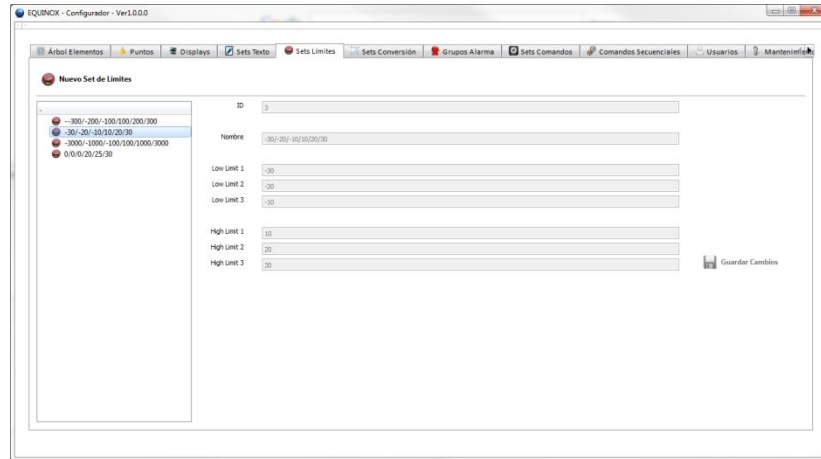 EQUINOX - Configurador - Ver1.0.0.0
Árbol Elementos Puntos Displays Sets Texto Sets Limites Sets Conversión Grupos Alarma Sets Comandos Comandos Secuenciales Usuarios Mantenimiento
Nuevo Set de Limites
--300/-200/-100/100/200/300
-30/-20/-10/10/20/30
-3000/-1000/-100/100/1000/3000
0/0/0/20/25/30
ID 3
Nombre -30/-20/-10/10/20/30
Low Limit 1 -30
Low Limit 2 -20
Low Limit 3 -10
High Limit 1 10
High Limit 2 20
High Limit 3 30
Guardar Cambios